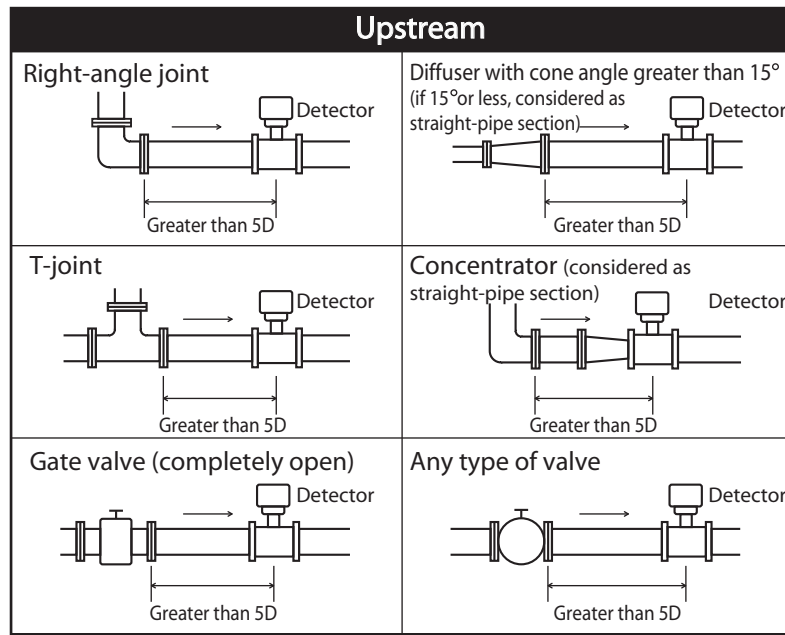 Upstream
Right-angle joint
Detector
Greater than 5D
Diffuser with cone angle greater than 15°
(if 15°or less, considered as
straight-pipe section)
Detector
Greater than 5D
T-joint
Detector
Greater than 5D
Concentrator (considered as
straight-pipe section)
Detector
Greater than 5D
Gate valve (completely open)
Detector
Greater than 5D
Any type of valve
Detector
Greater than 5D